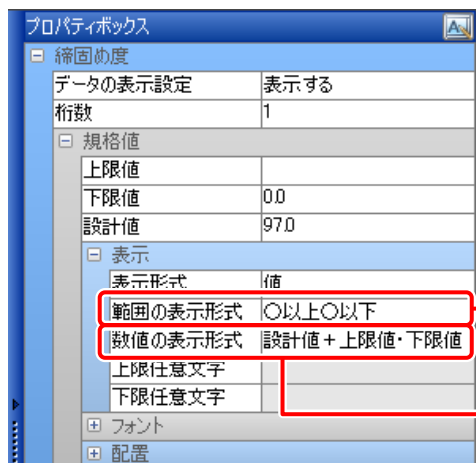 プロパティボックス
締固め度
データの表示設定 表示する
桁数 1
規格値
上限値
下限値 0.0
設計値 97.0
表示
表示形式 値
範囲の表示形式 〇以上〇以下
数値の表示形式 設計値+上限値・下限値
上限任意文字
下限任意文字
フォント
配置